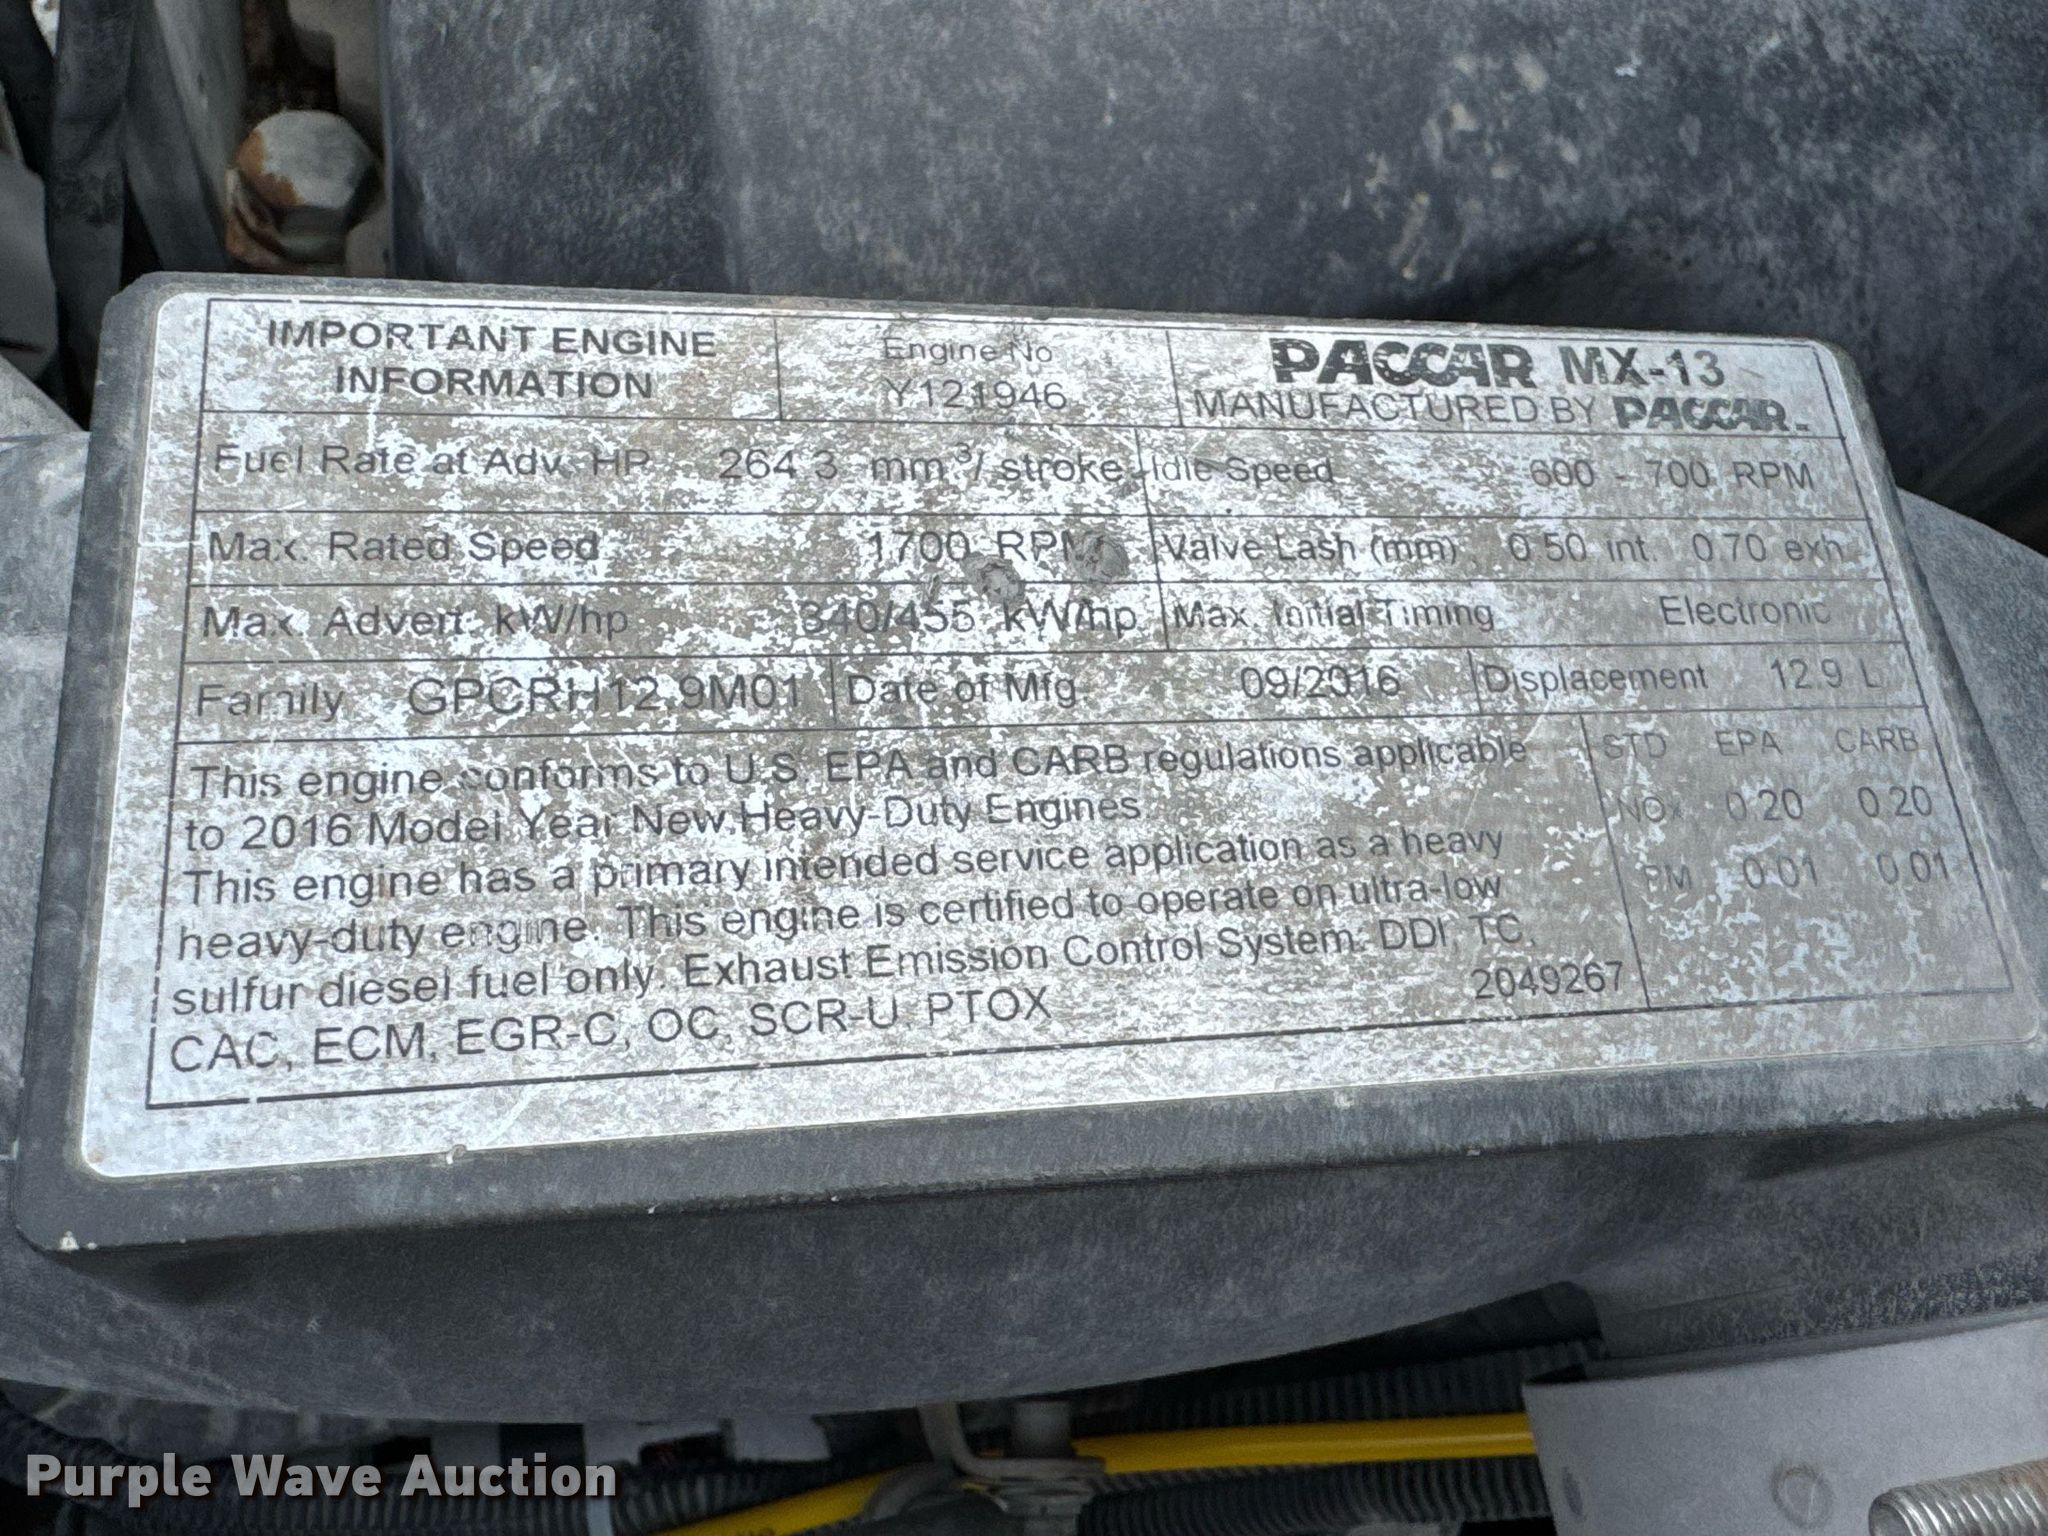 IMPORTANT ENGINE
INFORMATION
Engine No
Y121946
PACCAR MX-13
MANUFACTURED BY PACCAR
Fuel Rate at Adv. HP 264.3 mm³/ stroke
Idle Speed 600 - 700 RPM
Max. Rated Speed 1700 RPM
Valve Lash (mm) 0.50 int. 0.70 exh.
Max. Advert. kW/hp 340/455 kW/hp
Max. Initial Timing Electronic
Family GPCRH12.9M01
Date of Mfg. 09/2016
Displacement 12.9 L
This engine conforms to U.S. EPA and CARB regulations applicable
to 2016 Model Year New Heavy-Duty Engines.
This engine has a primary intended service application as a heavy
heavy-duty engine. This engine is certified to operate on ultra-low
sulfur diesel fuel only. Exhaust Emission Control System: DDI, TC,
CAC, ECM, EGR-C, OC, SCR-U, PTOX
2049267
STD EPA CARB
NOx 0.20 0.20
PM 0.01 0.01
Purple Wave Auction